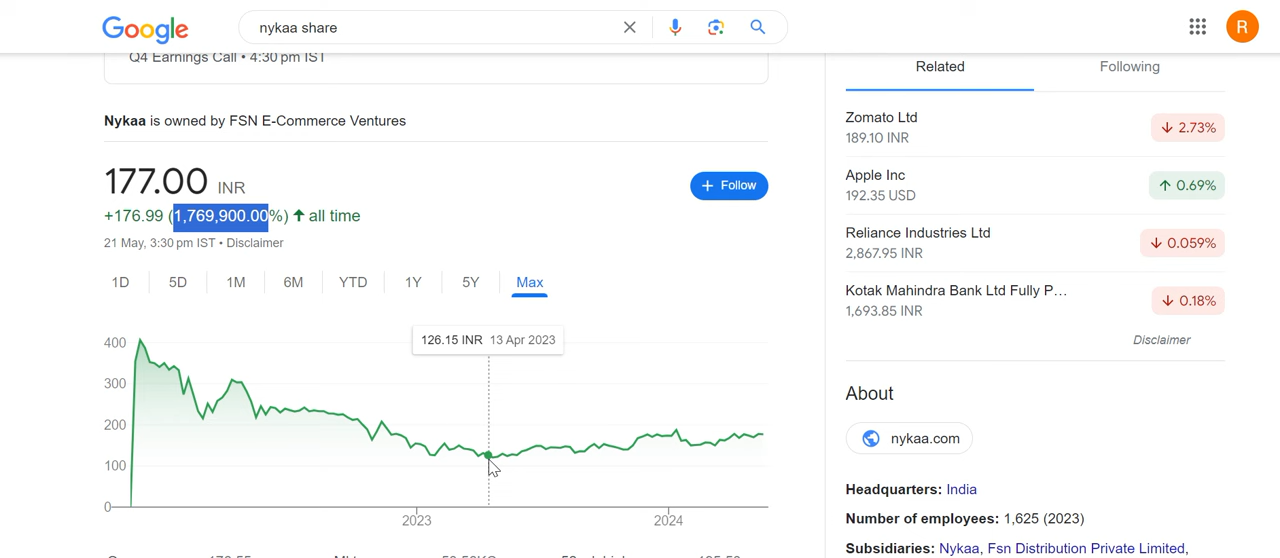 Google
nykaa share
R
Q4 Earnings Call • 4:30 pm IST
Nykaa is owned by FSN E-Commerce Ventures
177.00 INR
+ Follow
+176.99 (1,769,900.00%) ↑ all time
21 May, 3:30 pm IST • Disclaimer
1D 5D 1M 6M YTD 1Y 5Y Max
126.15 INR 13 Apr 2023
400
300
200
100
0
2023 2024
Related Following
Zomato Ltd
189.10 INR
↓ 2.73%
Apple Inc
192.35 USD
↑ 0.69%
Reliance Industries Ltd
2,867.95 INR
↓ 0.059%
Kotak Mahindra Bank Ltd Fully P…
1,693.85 INR
↓ 0.18%
Disclaimer
About
nykaa.com
Headquarters: India
Number of employees: 1,625 (2023)
Subsidiaries: Nykaa, Fsn Distribution Private Limited,